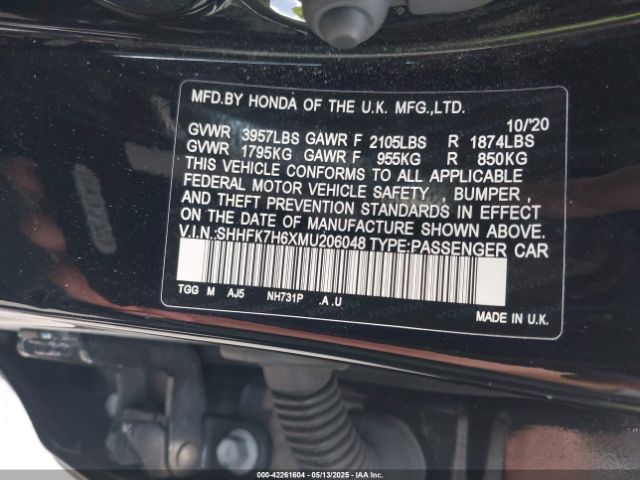 MFD.BY HONDA OF THE U.K. MFG.,LTD.
10/'20
GVWR 3957LBS GAWR F 2105LBS R 1874LBS
GVWR 1795KG GAWR F 955KG R 850KG
THIS VEHICLE CONFORMS TO ALL APPLICABLE
FEDERAL MOTOR VEHICLE SAFETY , BUMPER ,
AND THEFT PREVENTION STANDARDS IN EFFECT
ON THE DATE OF MANUFACTURE SHOWN ABOVE.
V.I.N.:SHHFK7H6XMU206048 TYPE:PASSENGER CAR
TGG M AJ5 NH731P .A .U
MADE IN U.K.
000-42261604 | 05/13/2025 | IAAI.COM